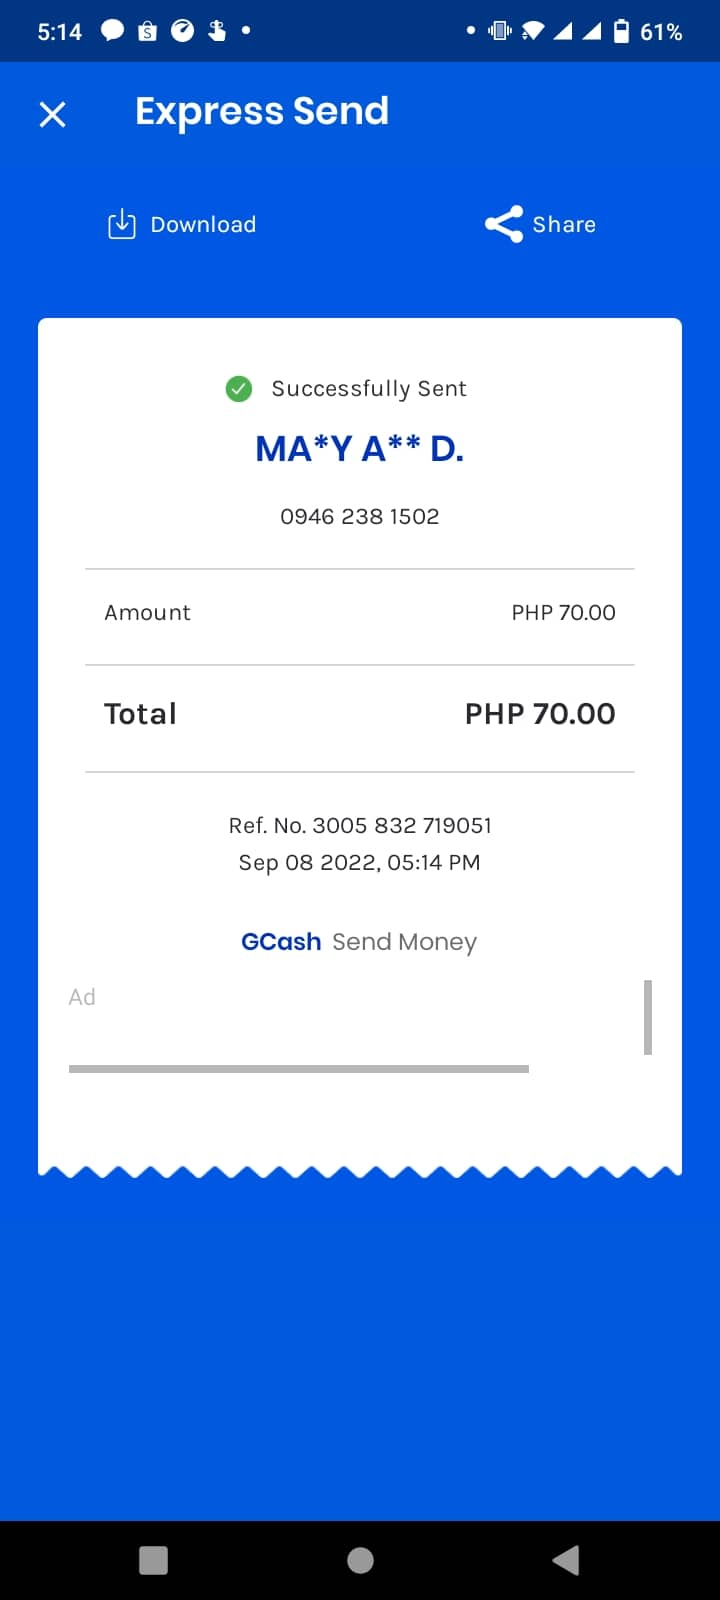 5:14 61%
Express Send
Download Share
Successfully Sent
MA*Y A** D.
0946 238 1502
Amount PHP 70.00
Total PHP 70.00
Ref. No. 3005 832 719051
Sep 08 2022, 05:14 PM
GCash Send Money
Ad